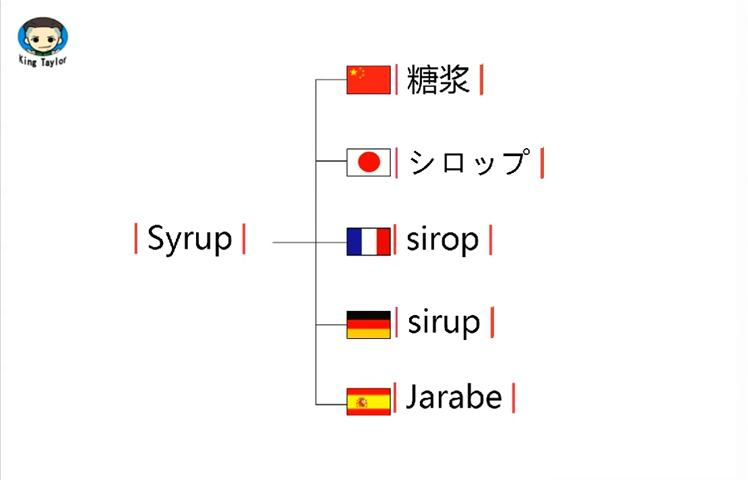 King Taylor
糖浆
シロップ
Syrup
sirop
sirup
Jarabe